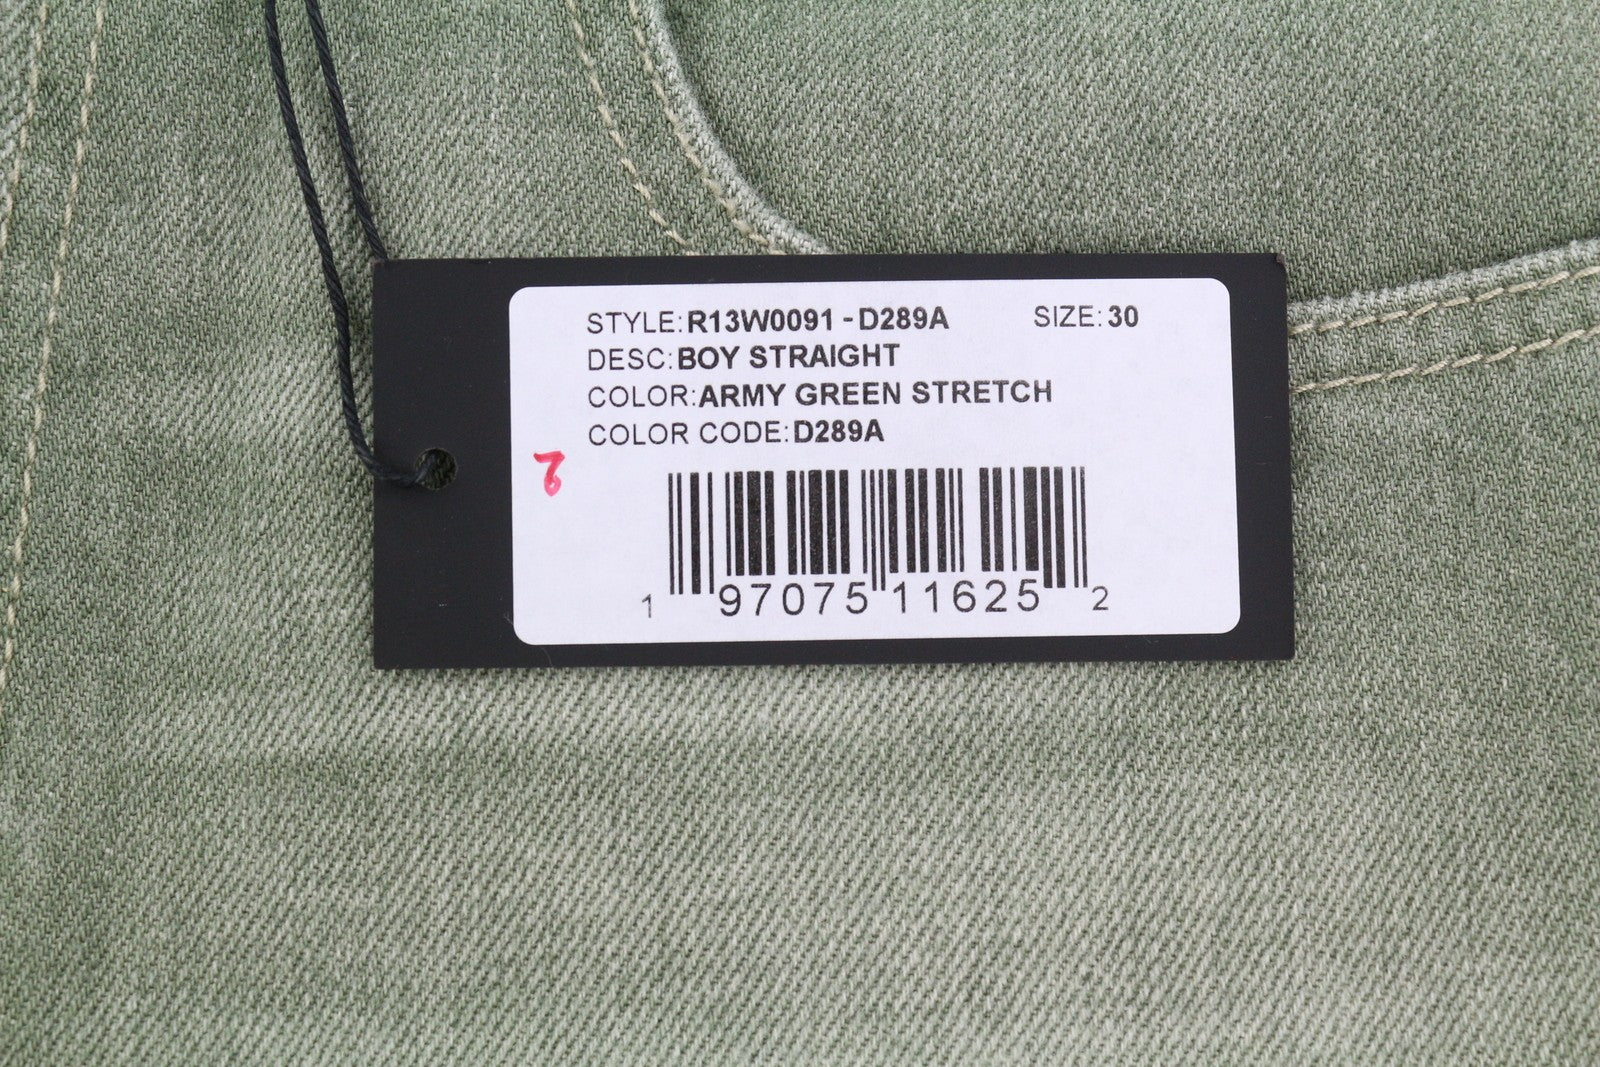 STYLE: R13W0091 - D289A SIZE: 30
DESC: BOY STRAIGHT
COLOR: ARMY GREEN STRETCH
COLOR CODE: D289A
1 97075 11625 2